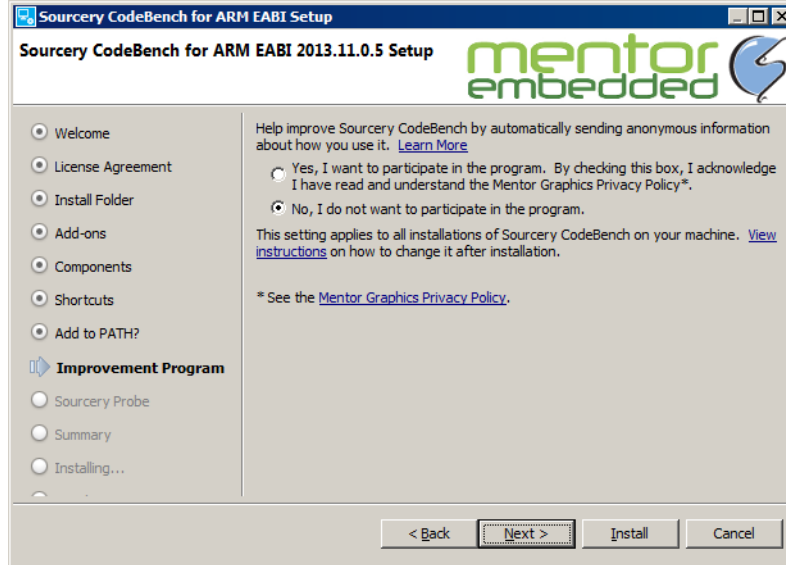 Sourcery CodeBench for ARM EABI Setup
Sourcery CodeBench for ARM EABI 2013.11.0.5 Setup
mentor
embedded
Welcome
License Agreement
Install Folder
Add-ons
Components
Shortcuts
Add to PATH?
Improvement Program
Sourcery Probe
Summary
Installing...
Help improve Sourcery CodeBench by automatically sending anonymous information
about how you use it. Learn More
Yes, I want to participate in the program. By checking this box, I acknowledge
I have read and understand the Mentor Graphics Privacy Policy*.
No, I do not want to participate in the program.
This setting applies to all installations of Sourcery CodeBench on your machine. View
instructions on how to change it after installation.
* See the Mentor Graphics Privacy Policy.
< Back
Next >
Install
Cancel